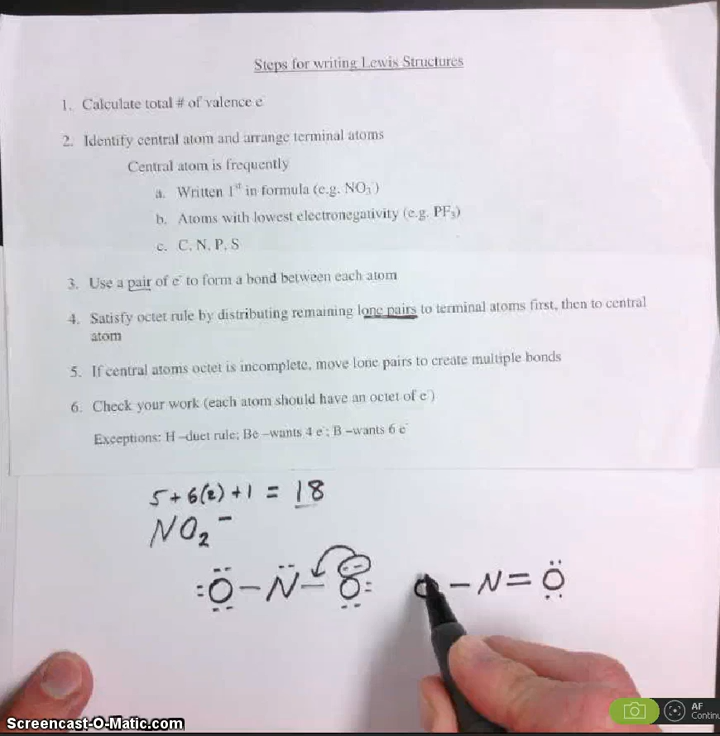 Steps for writing Lewis Structures
1. Calculate total # of valence e⁻
2. Identify central atom and arrange terminal atoms
Central atom is frequently
a. Written 1st in formula (e.g. NO₃⁻)
b. Atoms with lowest electronegativity (e.g. PF₃)
c. C, N, P, S
3. Use a pair of e⁻ to form a bond between each atom
4. Satisfy octet rule by distributing remaining lone pairs to terminal atoms first, then to central
atom
5. If central atoms octet is incomplete, move lone pairs to create multiple bonds
6. Check your work (each atom should have an octet of e⁻)
Exceptions: H –duet rule; Be –wants 4 e⁻; B –wants 6 e⁻
5+6(2)+1 = 18
NO₂⁻
O - N - O   O - N = O
AF
Continu
Screencast-O-Matic.com